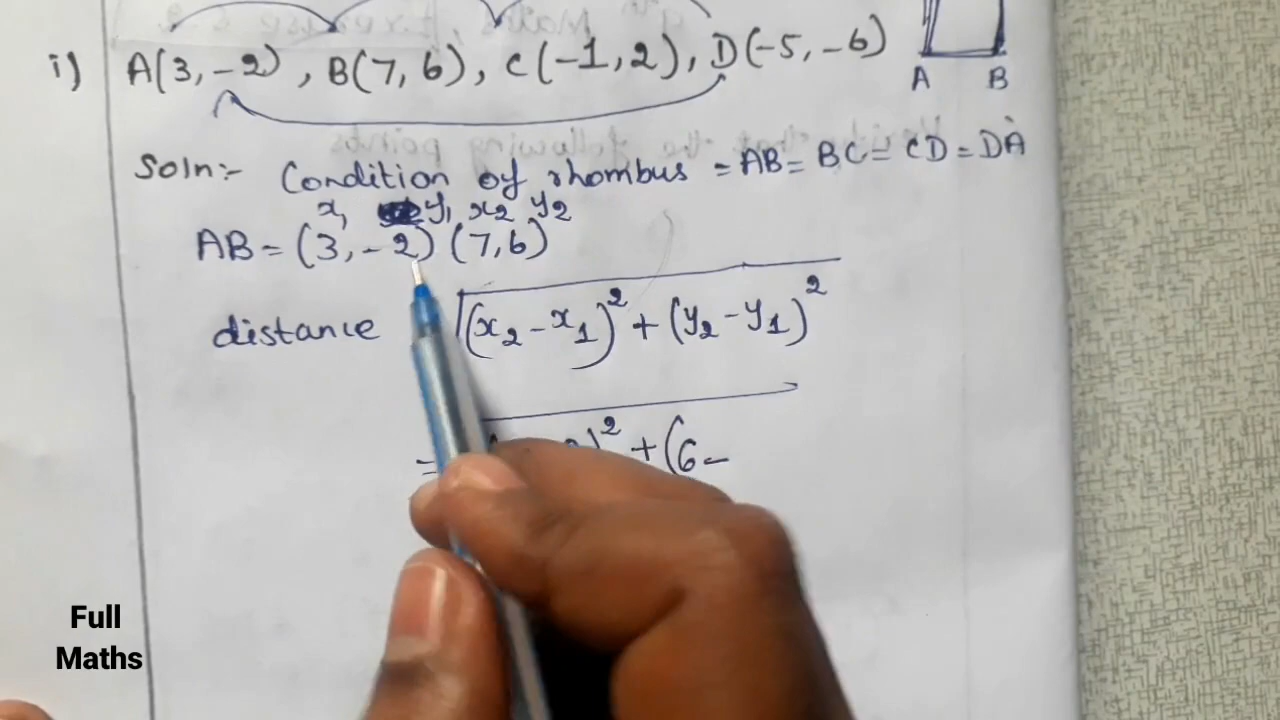 i) A(3,-2), B(7,6), C(-1,2), D(-5,-6)
A B
Soln:- Condition of rhombus = AB = BC = CD = DA
x1 y1 x2 y2
AB = (3,-2) (7,6)
distance √(x2-x1)² + (y2-y1)²
= )² + (6-
Full
Maths